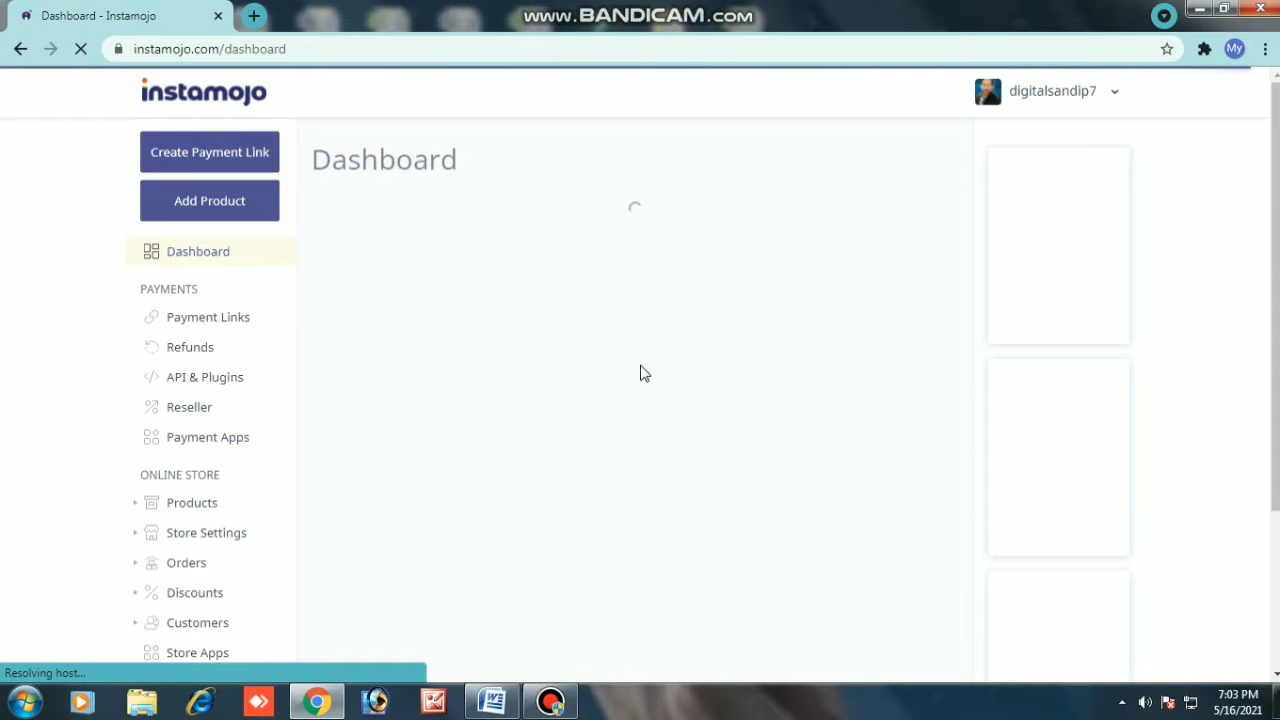 Dashboard - Instamojo
www.BANDICAM.com
instamojo.com/dashboard
My
instamojo
digitalsandip7
Create Payment Link
Add Product
Dashboard
Dashboard
PAYMENTS
Payment Links
Refunds
API & Plugins
Reseller
Payment Apps
ONLINE STORE
Products
Store Settings
Orders
Discounts
Customers
Store Apps
Resolving host...
7:03 PM
5/16/2021